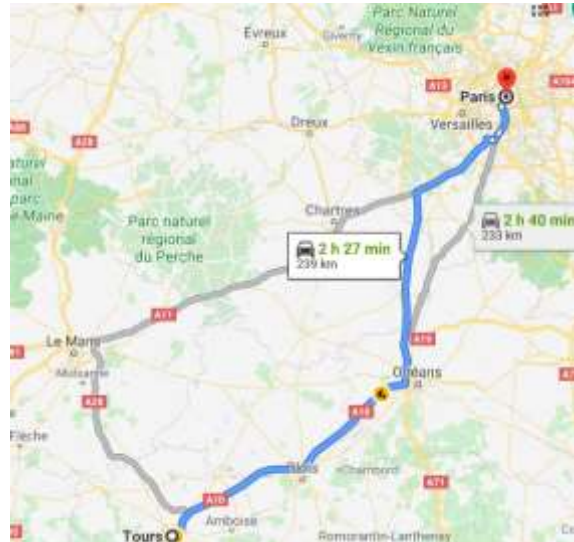 Parc Naturel
Régional du
Vexin français
Evreux
Giverny
A13
Paris
Versailles
Dreux
A28
Parc naturel
régional
du Perche
Chartres
2 h 27 min
239 km
2 h 40 min
233 km
A11
Le Mans
A19
Orléans
A28
A10
Blois
Chambord
A71
A10
Amboise
Tours
Romorantin-Lanthenay